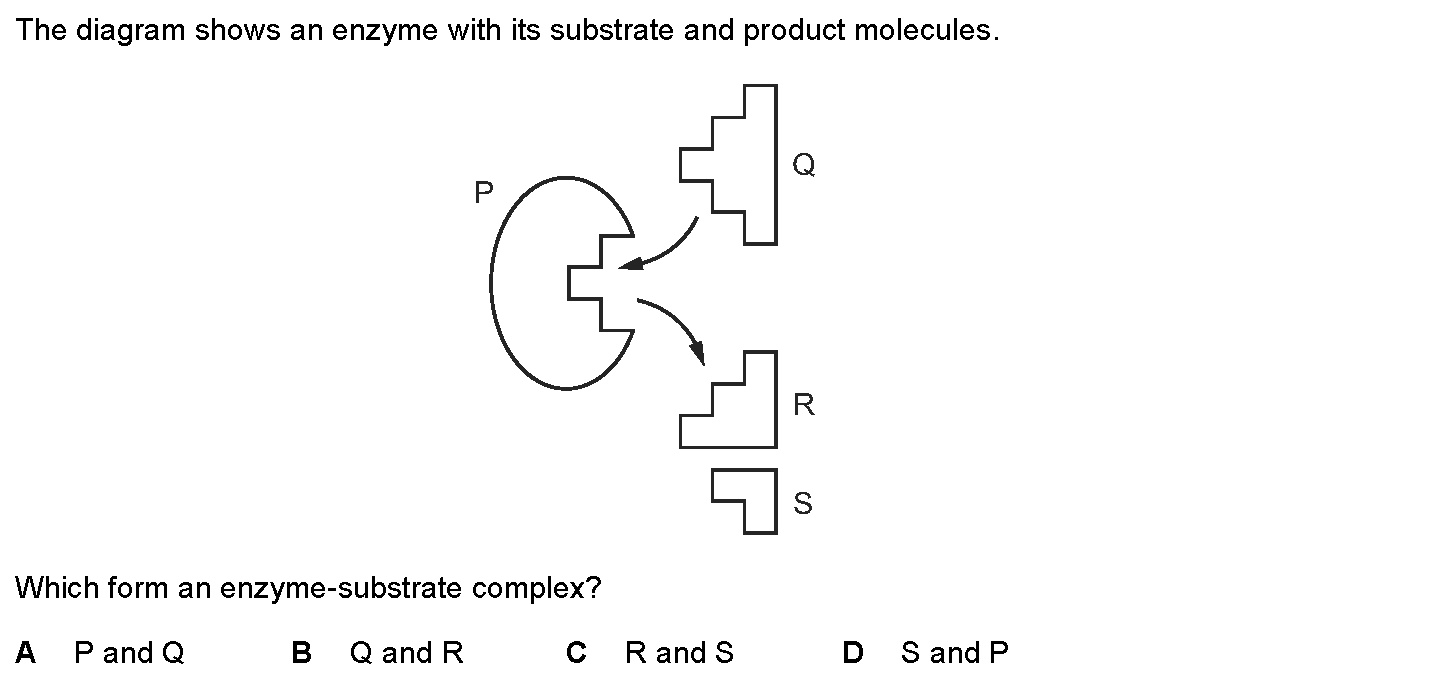 The diagram shows an enzyme with its substrate and product molecules.
Q
P
R
S
Which form an enzyme-substrate complex?
A P and Q B Q and R C R and S D S and P